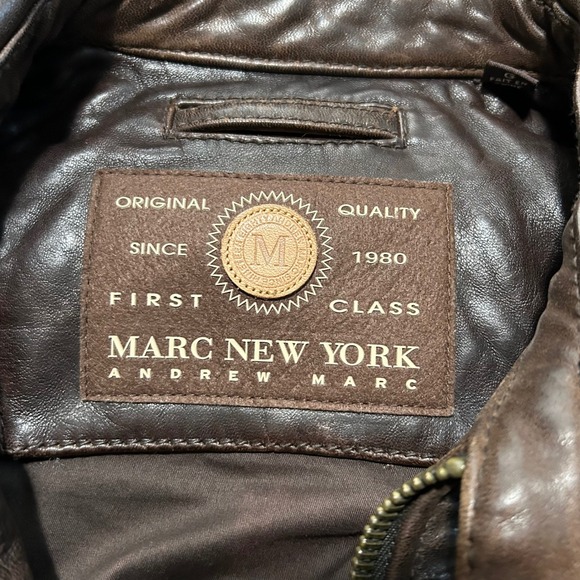 ORIGINAL QUALITY
SINCE 1980
FIRST CLASS
M
MARC NEW YORK
ANDREW MARC